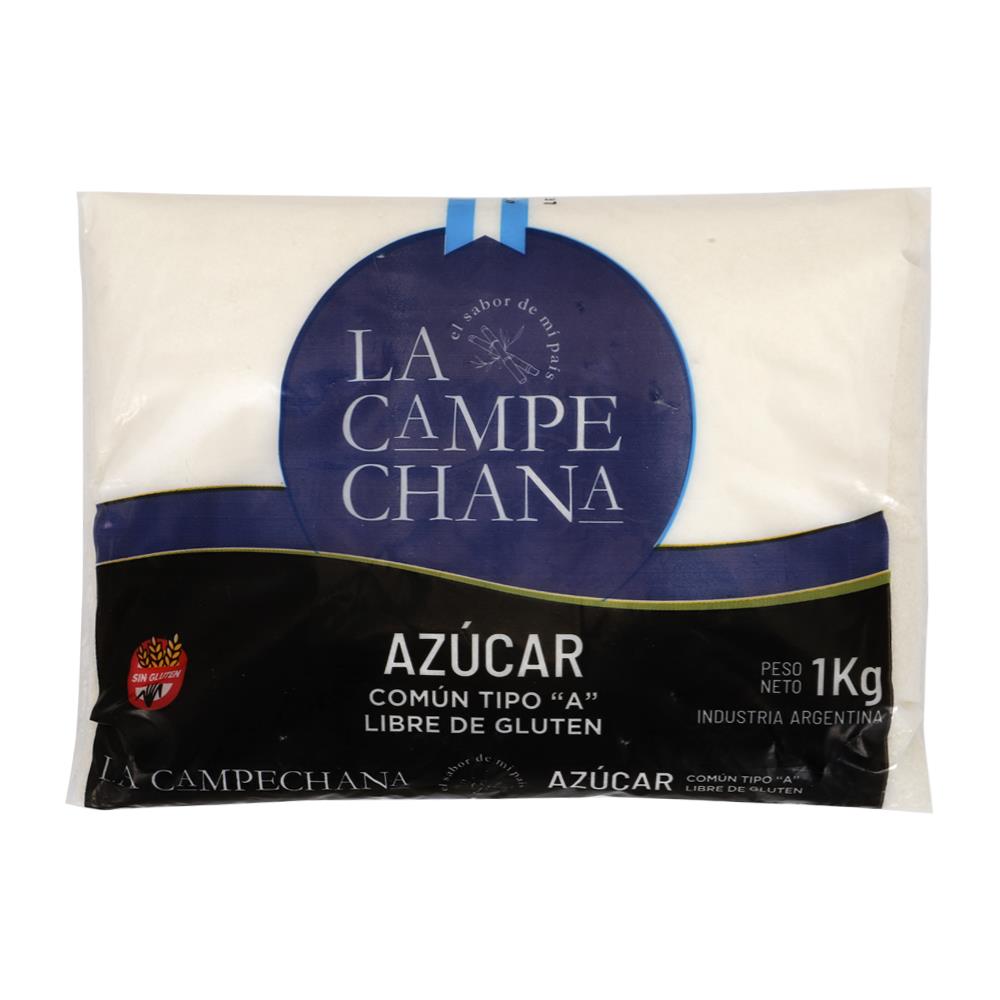 el sabor de mi país
LA
CAMPE
CHANA
AZÚCAR
COMÚN TIPO “A”
LIBRE DE GLUTEN
SIN GLUTEN
PESO
NETO 1Kg
INDUSTRIA ARGENTINA
LA CAMPECHANA
sabor de mi país
AZÚCAR
COMÚN TIPO “A”
LIBRE DE GLUTEN